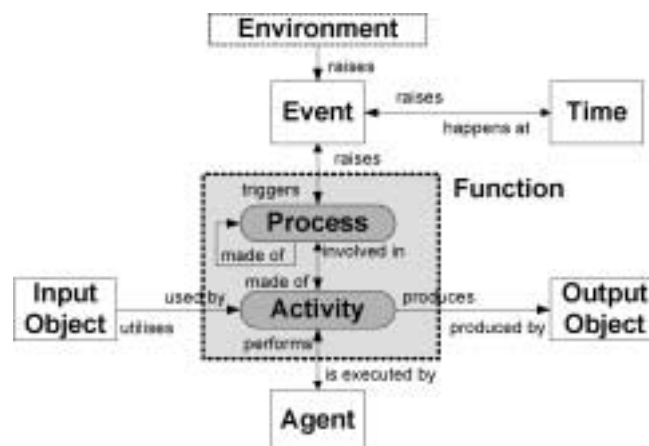 Environment
raises
Event
raises
happens at
Time
raises
triggers
Function
Process
made of
involved in
made of
Input
Object
used by
utilises
Activity
produces
produced by
Output
Object
performs
is executed by
Agent